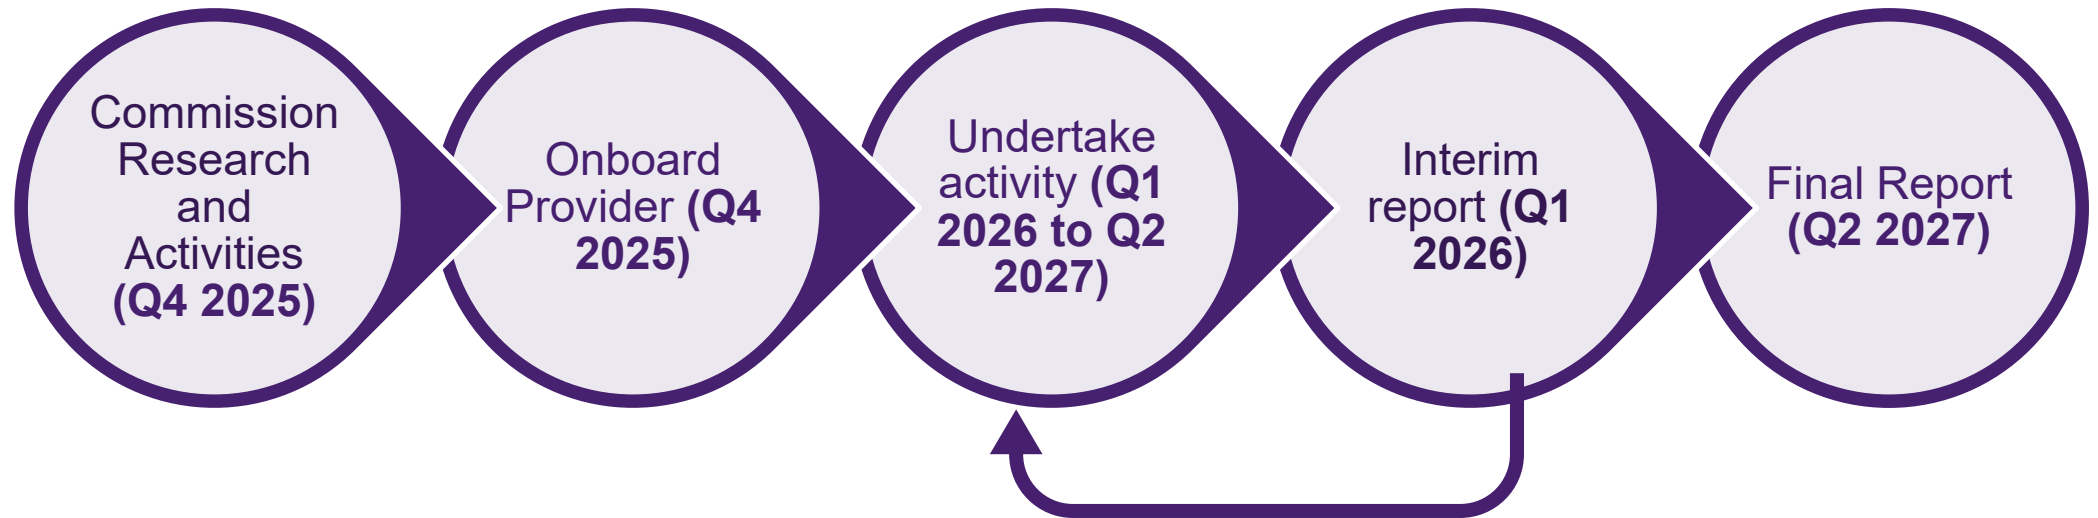 Commission
Research
and
Activities
(Q4 2025)
Onboard
Provider (Q4
2025)
Undertake
activity (Q1
2026 to Q2
2027)
Interim
report (Q1
2026)
Final Report
(Q2 2027)